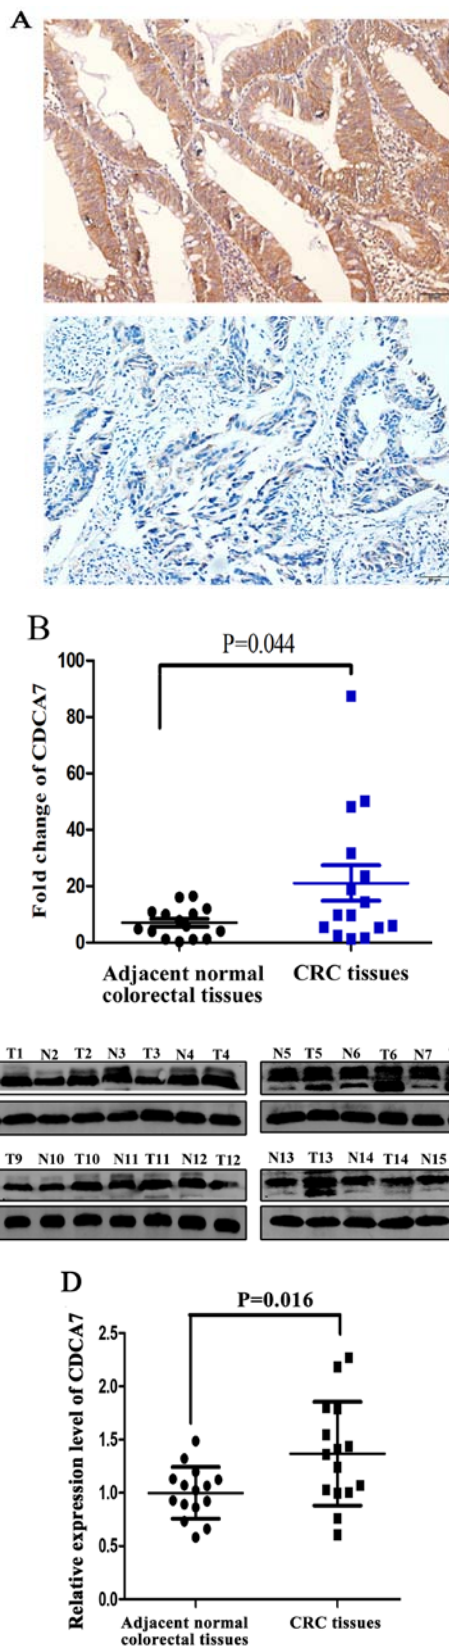 A
B
P=0.044
Fold change of CDCA7
100
80
60
40
20
0
Adjacent normal
colorectal tissues
CRC tissues
T1 N2 T2 N3 T3 N4 T4
N5 T5 N6 T6 N7
T9 N10 T10 N11 T11 N12 T12
N13 T13 N14 T14 N15
D
P=0.016
Relative expression level of CDCA7
2.5
2.0
1.5
1.0
0.5
0.0
Adjacent normal
colorectal tissues
CRC tissues